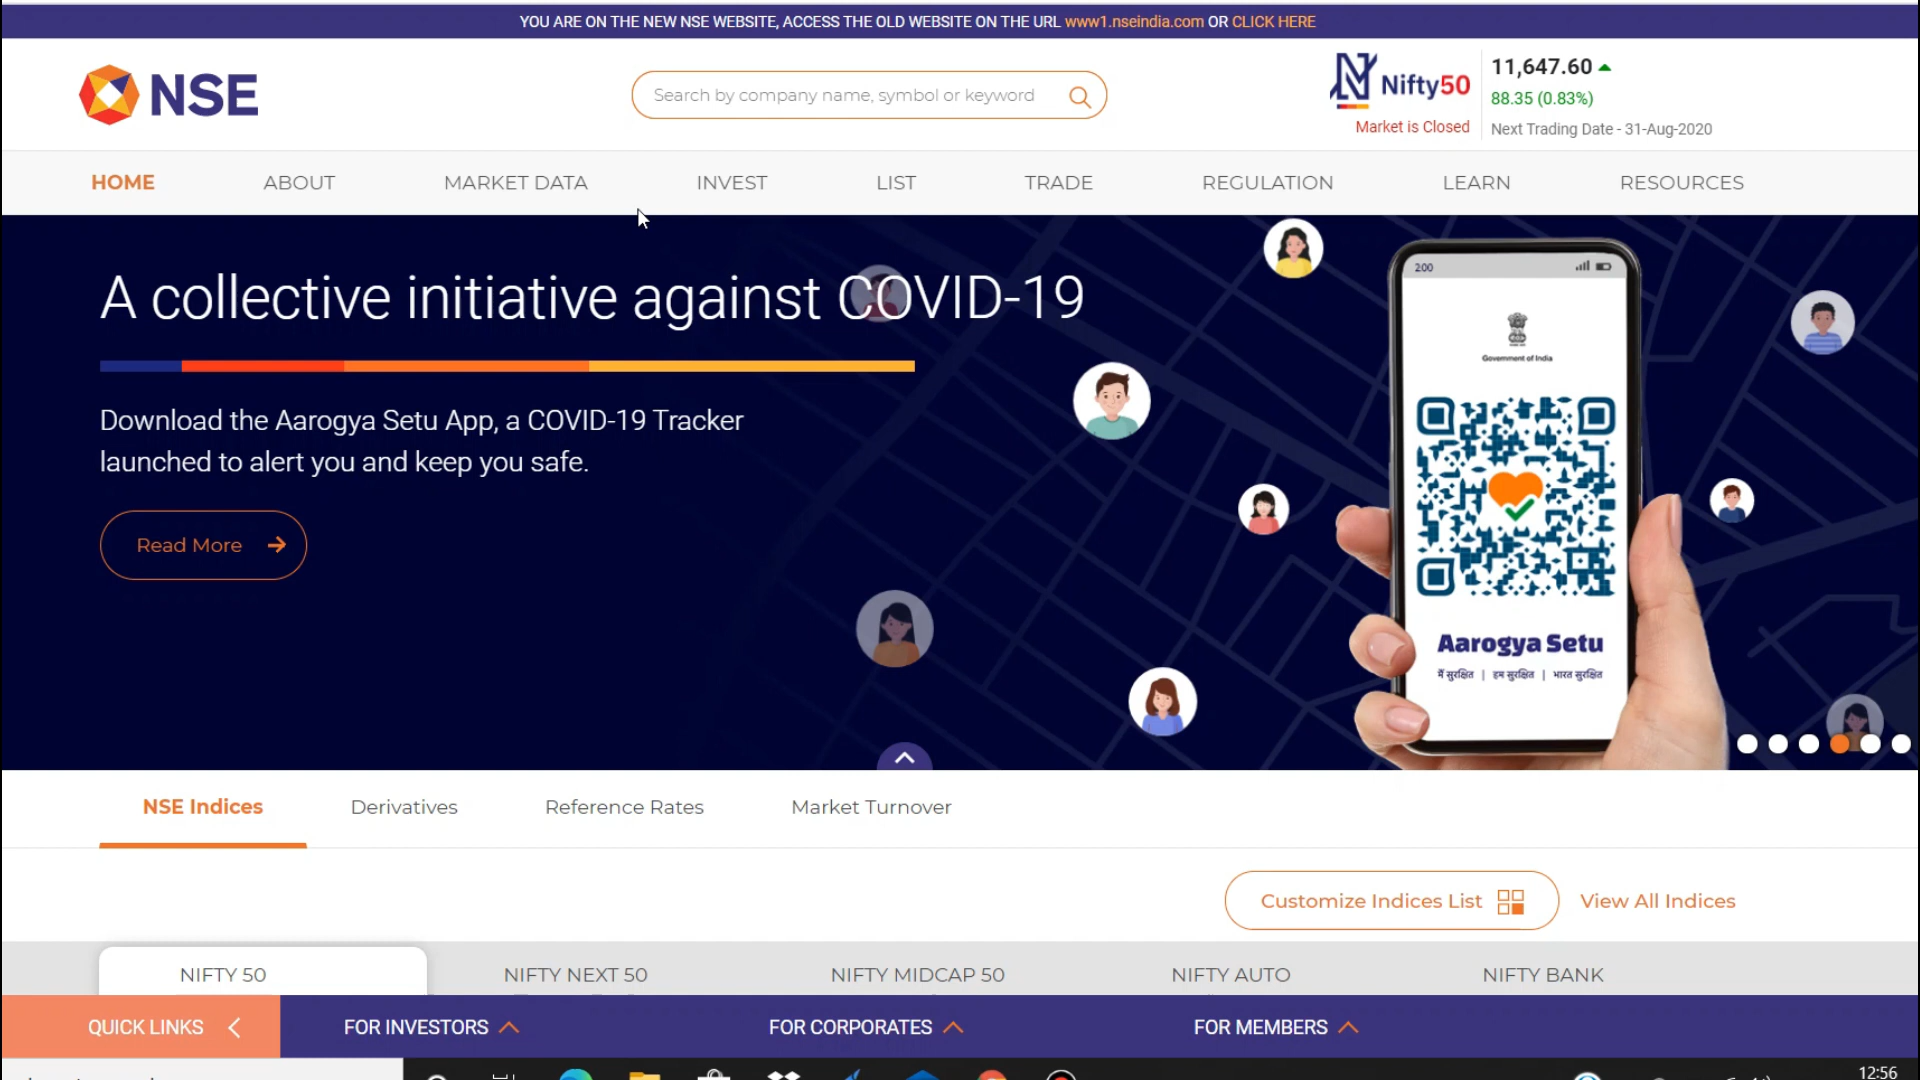 YOU ARE ON THE NEW NSE WEBSITE, ACCESS THE OLD WEBSITE ON THE URL www1.nseindia.com OR CLICK HERE
NSE
Search by company name, symbol or keyword
Nifty50
Market is Closed
11,647.60
88.35 (0.83%)
Next Trading Date - 31-Aug-2020
HOME ABOUT MARKET DATA INVEST LIST TRADE REGULATION LEARN RESOURCES
A collective initiative against COVID-19
Download the Aarogya Setu App, a COVID-19 Tracker
launched to alert you and keep you safe.
Read More
2:00
Government of India
Aarogya Setu
मैं सुरक्षित | हम सुरक्षित | भारत सुरक्षित
NSE Indices Derivatives Reference Rates Market Turnover
Customize Indices List View All Indices
NIFTY 50 NIFTY NEXT 50 NIFTY MIDCAP 50 NIFTY AUTO NIFTY BANK
QUICK LINKS FOR INVESTORS FOR CORPORATES FOR MEMBERS
12:56